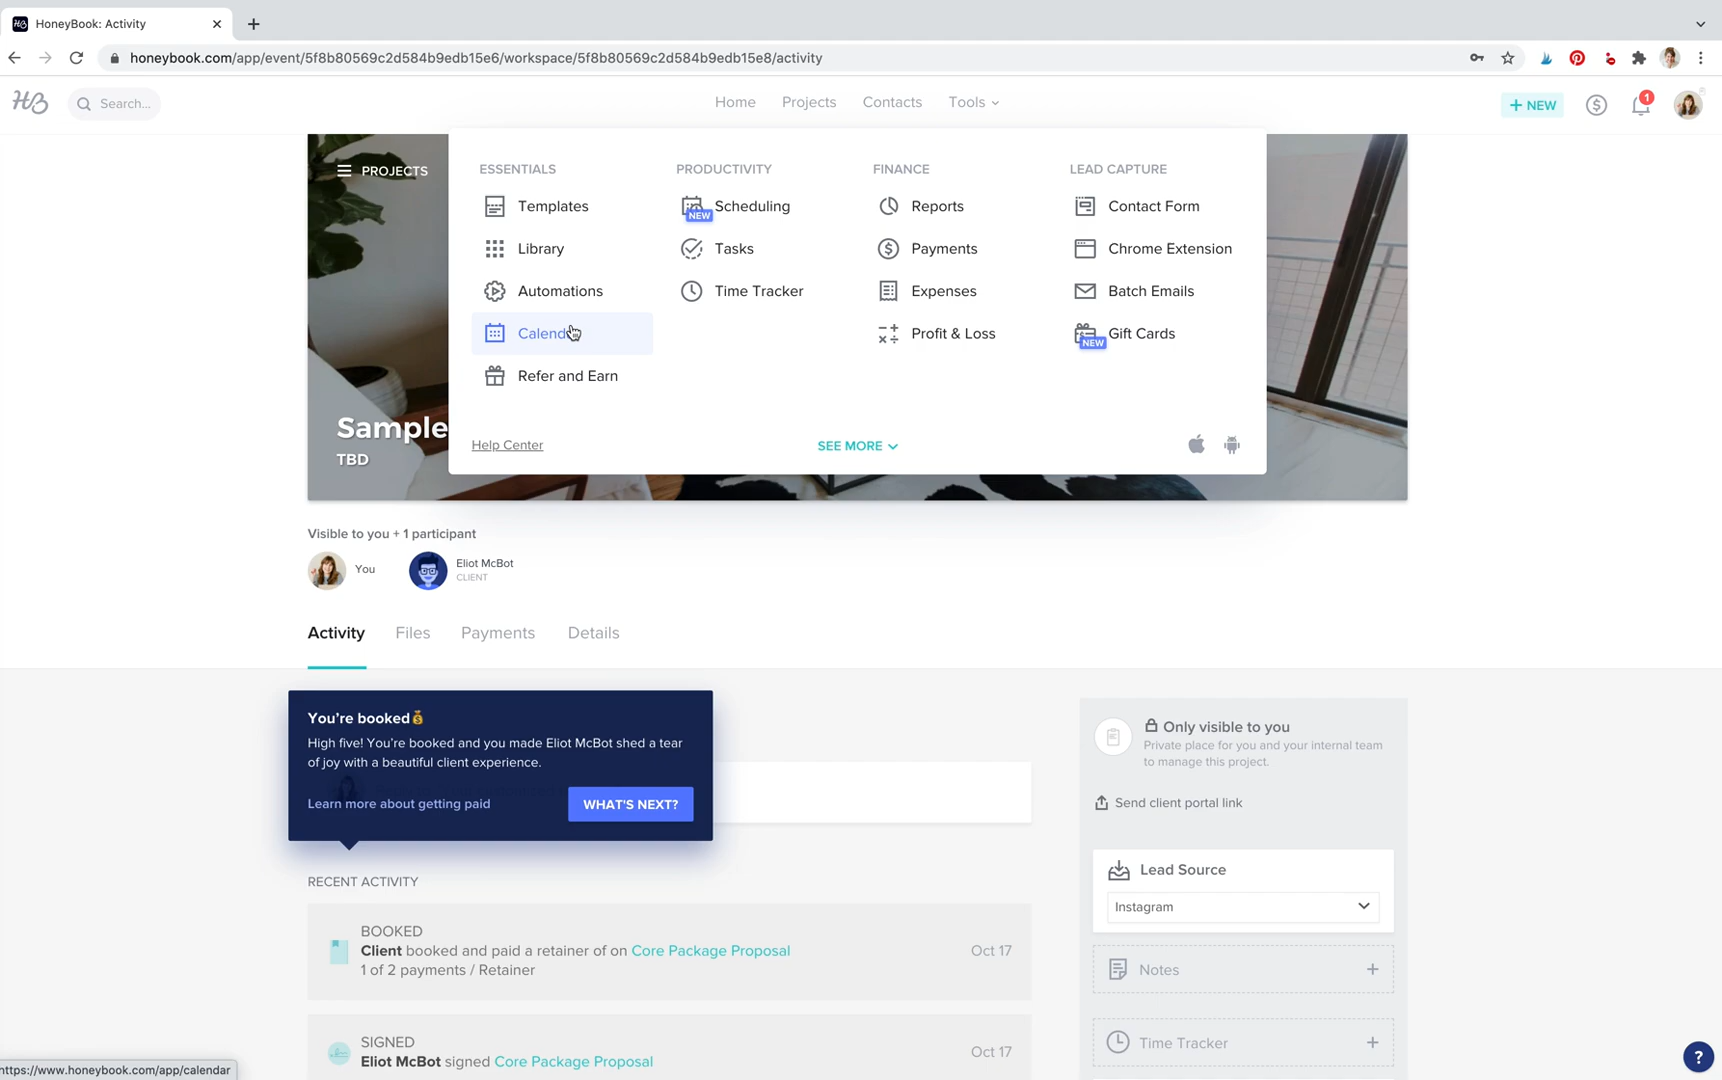 HoneyBook: Activity
honeybook.com/app/event/5f8b80569c2d584b9edb15e6/workspace/5f8b80569c2d584b9edb15e8/activity
HB
Search...
Home
Projects
Contacts
Tools
+ NEW
1
PROJECTS
ESSENTIALS
Templates
Library
Automations
Calend
Refer and Earn
PRODUCTIVITY
Scheduling
NEW
Tasks
Time Tracker
FINANCE
Reports
Payments
Expenses
Profit & Loss
LEAD CAPTURE
Contact Form
Chrome Extension
Batch Emails
Gift Cards
NEW
Help Center
SEE MORE
Sample
TBD
Visible to you + 1 participant
You
Eliot McBot
CLIENT
Activity
Files
Payments
Details
You're booked💰
High five! You're booked and you made Eliot McBot shed a tear
of joy with a beautiful client experience.
Learn more about getting paid
WHAT'S NEXT?
RECENT ACTIVITY
BOOKED
Client booked and paid a retainer of on Core Package Proposal
1 of 2 payments / Retainer
Oct 17
SIGNED
Eliot McBot signed Core Package Proposal
Oct 17
Only visible to you
Private place for you and your internal team
to manage this project.
Send client portal link
Lead Source
Instagram
Notes
+
Time Tracker
+
?
https://www.honeybook.com/app/calendar